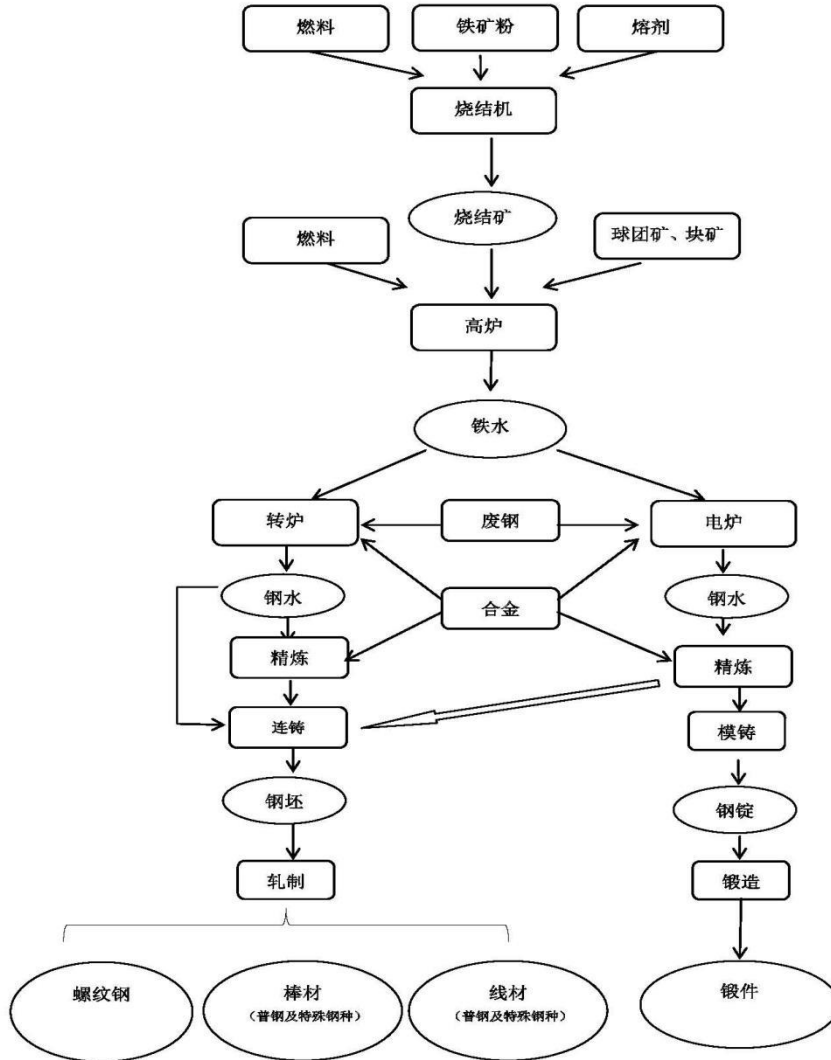 燃料
铁矿粉
熔剂
烧结机
烧结矿
燃料
球团矿、块矿
高炉
铁水
转炉
废钢
电炉
钢水
合金
钢水
精炼
精炼
连铸
模铸
钢坯
钢锭
轧制
锻造
螺纹钢
棒材
(普钢及特殊钢种)
线材
(普钢及特殊钢种)
锻件